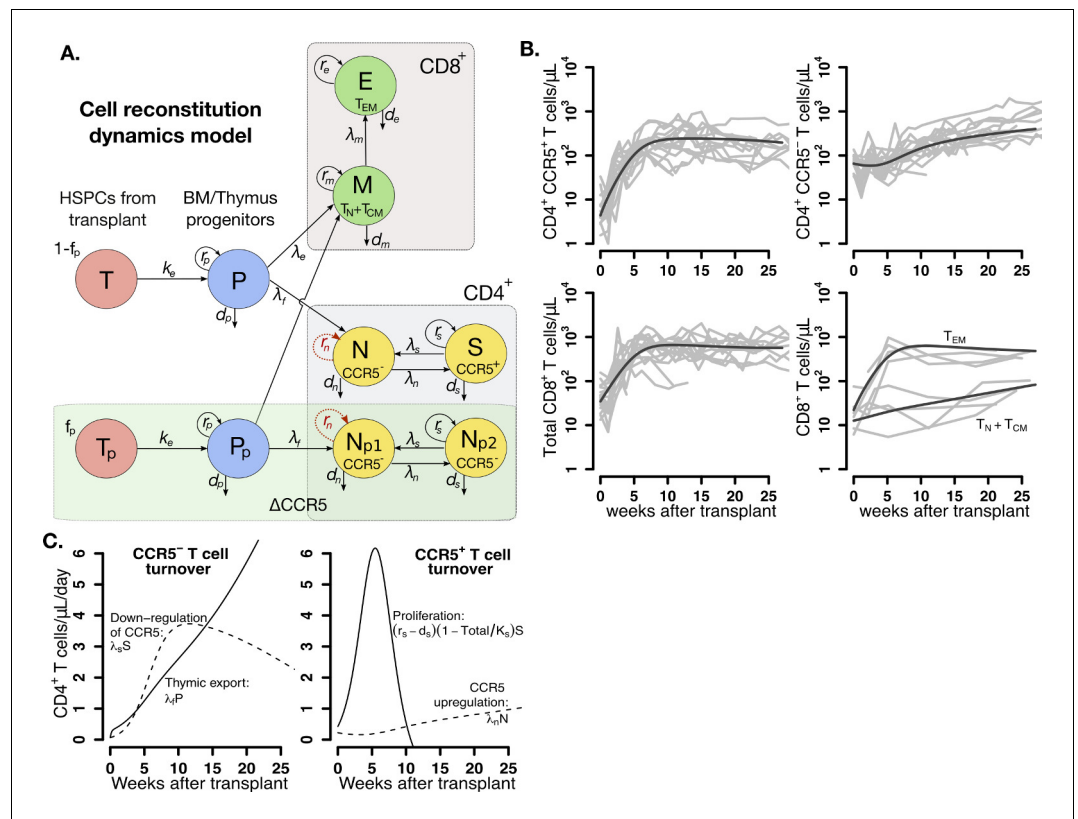 A.
Cell reconstitution
dynamics model
CD8+
re
E
TEM
de
λm
rm
M
TN+TCM
dm
HSPCs from
transplant
BM/Thymus
progenitors
1-fp
T
ke
rp
P
dp
λe
λf
CD4+
rn
N
CCR5-
dn
λs
λn
rs
S
CCR5+
ds
fp
Tp
ke
rp
Pp
dp
λf
rn
Np1
CCR5-
dn
λs
λn
rs
Np2
CCR5-
ds
ΔCCR5
B.
CD4+ CCR5+ T cells/μL
1 10 10² 10³ 10⁴
0 5 10 15 20 25
CD4+ CCR5- T cells/μL
1 10 10² 10³ 10⁴
0 5 10 15 20 25
Total CD8+ T cells/μL
1 10 10² 10³ 10⁴
0 5 10 15 20 25
weeks after transplant
CD8+ T cells/μL
1 10 10² 10³ 10⁴
TEM
TN + TCM
0 5 10 15 20 25
weeks after transplant
C.
CCR5− T cell
turnover
CD4+ T cells/μL/day
0 1 2 3 4 5 6
Down−regulation
of CCR5:
λsS
Thymic export:
λfP
0 5 10 15 20 25
Weeks after transplant
CCR5+ T cell
turnover
0 1 2 3 4 5 6
Proliferation:
(rs − ds)(1 − Total/Ks)S
CCR5
upregulation:
λnN
0 5 10 15 20 25
Weeks after transplant